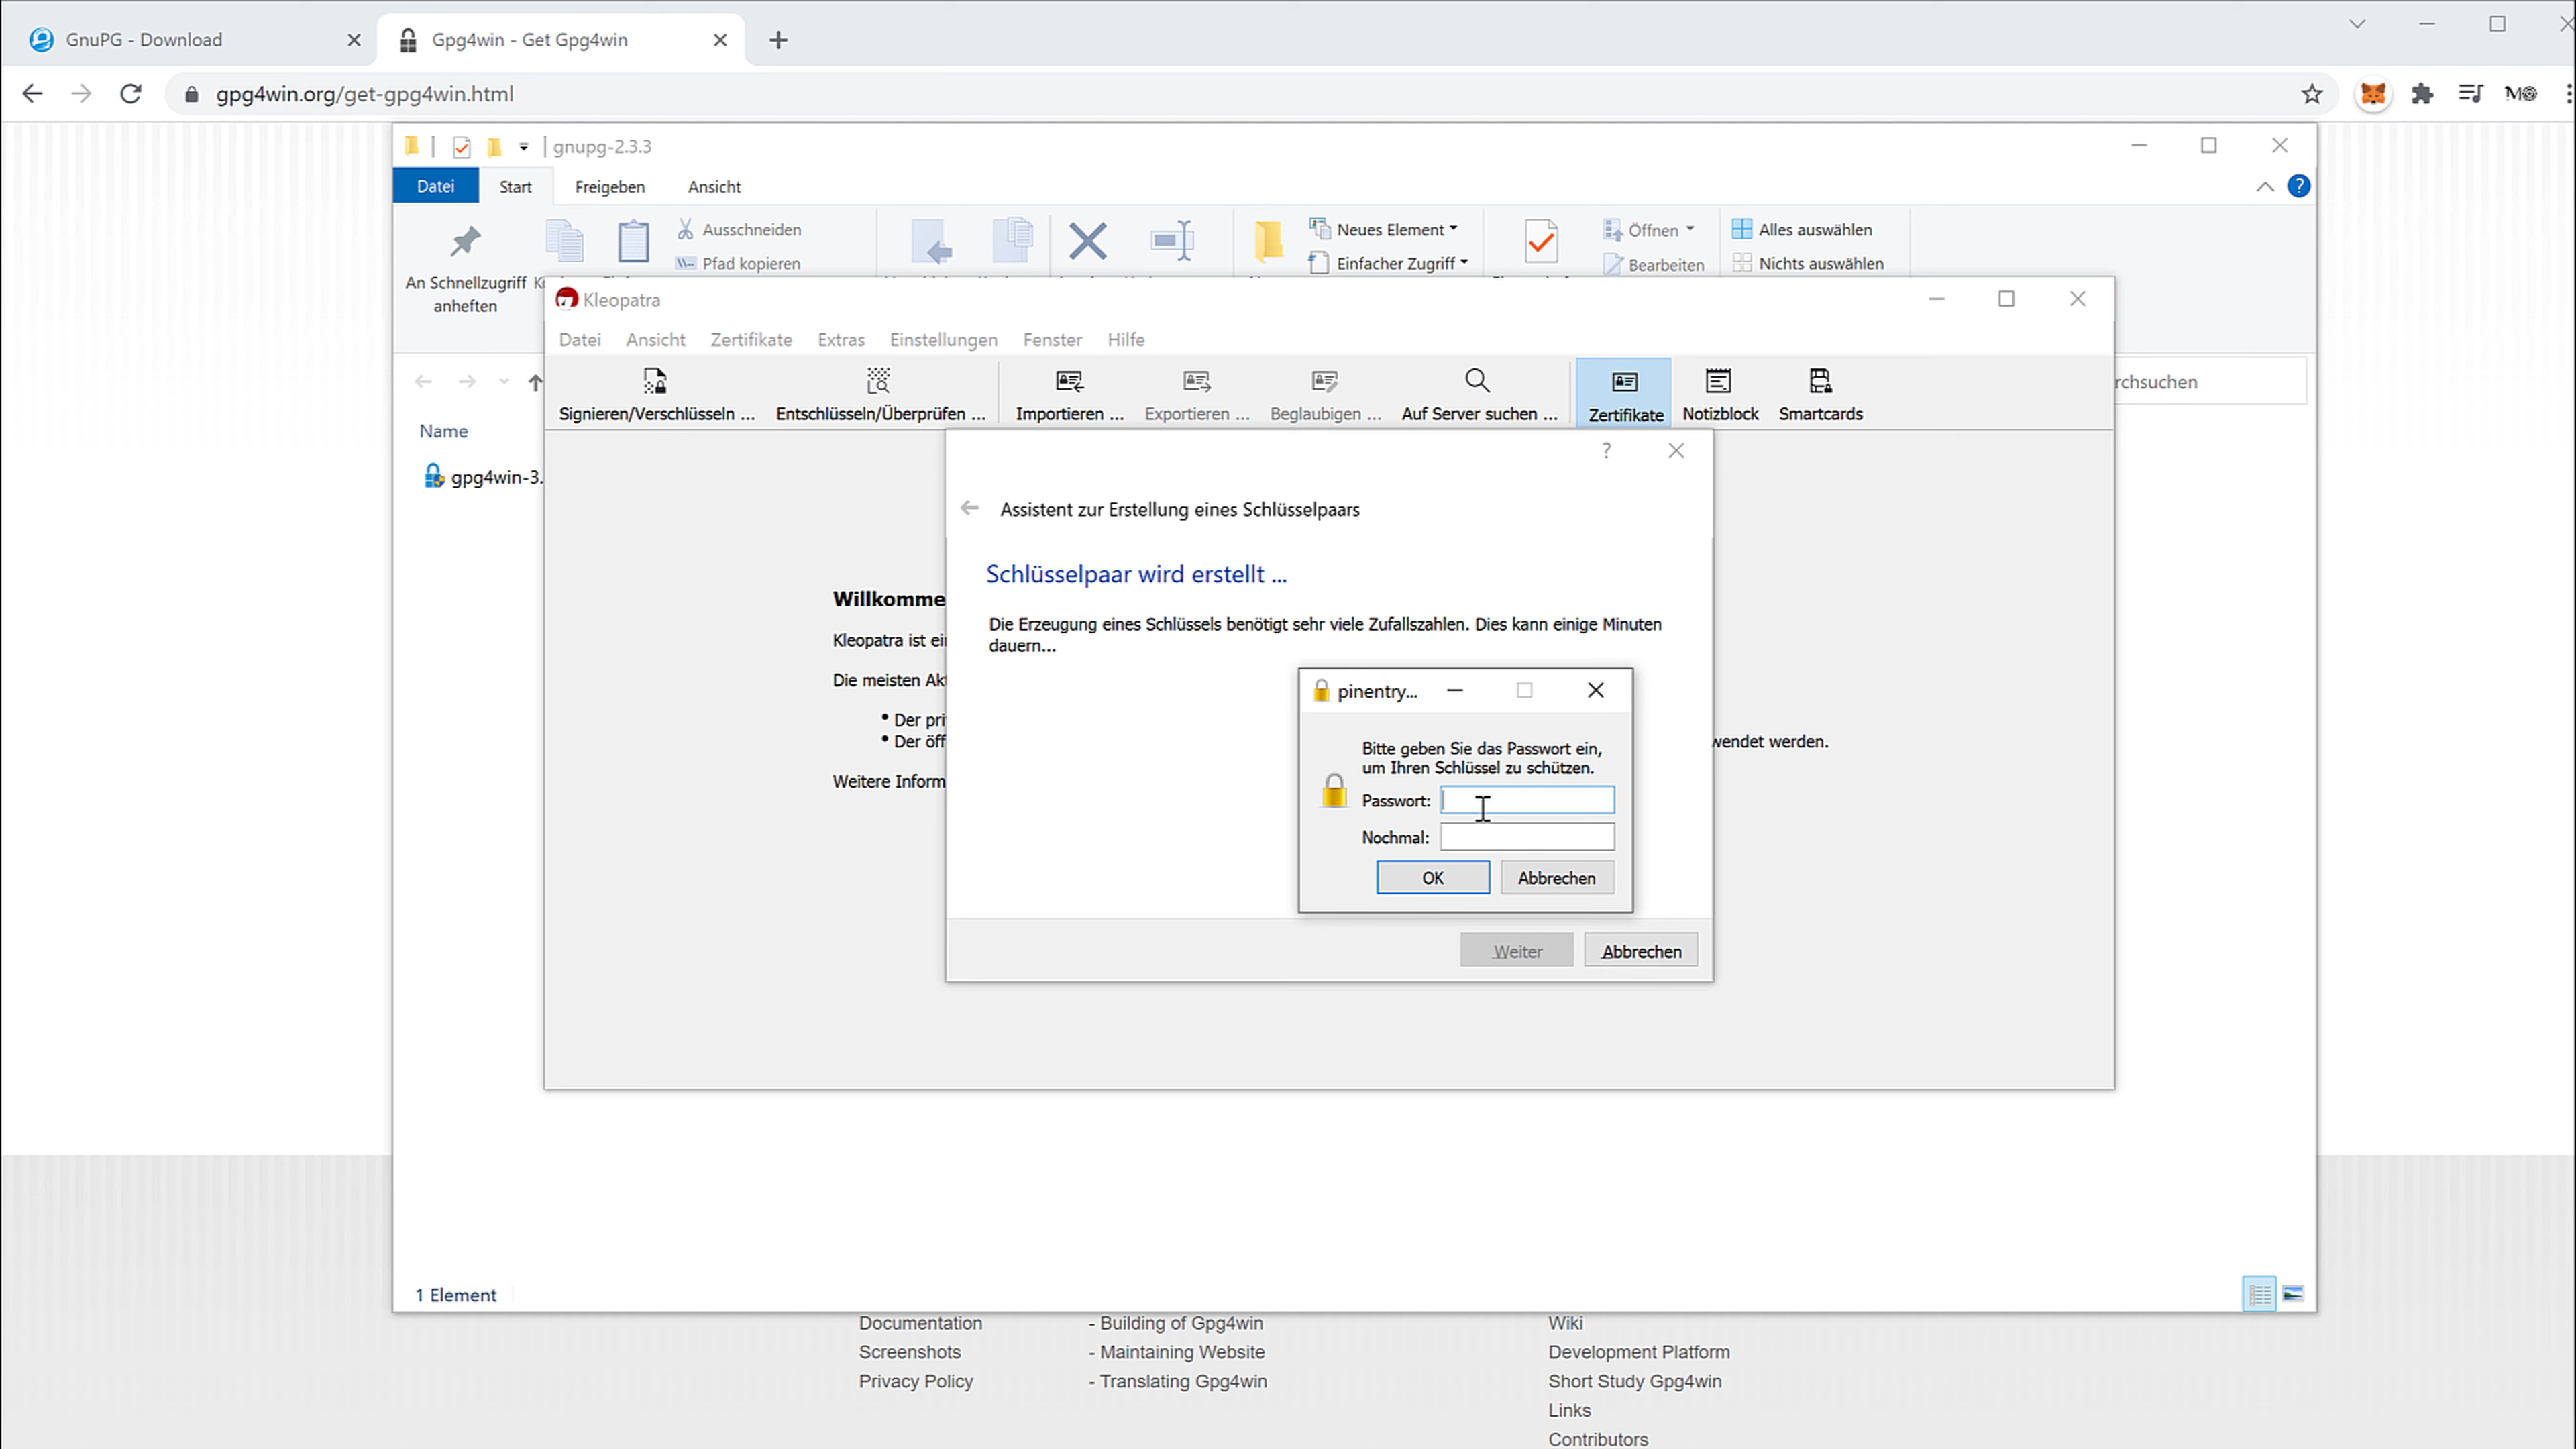 GnuPG - Download
Gpg4win - Get Gpg4win
gpg4win.org/get-gpg4win.html
gnupg-2.3.3
Datei Start Freigeben Ansicht
An Schnellzugriff
anheften
Ausschneiden
Pfad kopieren
Neues Element
Einfacher Zugriff
Öffnen
Bearbeiten
Alles auswählen
Nichts auswählen
Kleopatra
Datei Ansicht Zertifikate Extras Einstellungen Fenster Hilfe
Signieren/Verschlüsseln ... Entschlüsseln/Überprüfen ... Importieren ... Exportieren ... Beglaubigen ... Auf Server suchen ... Zertifikate Notizblock Smartcards
rchsuchen
Name
gpg4win-3.
?
Assistent zur Erstellung eines Schlüsselpaars
Schlüsselpaar wird erstellt ...
Die Erzeugung eines Schlüssels benötigt sehr viele Zufallszahlen. Dies kann einige Minuten
dauern...
Willkomme
Kleopatra ist ei
Die meisten Ak
• Der pri
• Der öff
wendet werden.
Weitere Inform
pinentry...
Bitte geben Sie das Passwort ein,
um Ihren Schlüssel zu schützen.
Passwort:
Nochmal:
OK Abbrechen
Weiter Abbrechen
1 Element
Documentation
Screenshots
Privacy Policy
- Building of Gpg4win
- Maintaining Website
- Translating Gpg4win
Wiki
Development Platform
Short Study Gpg4win
Links
Contributors